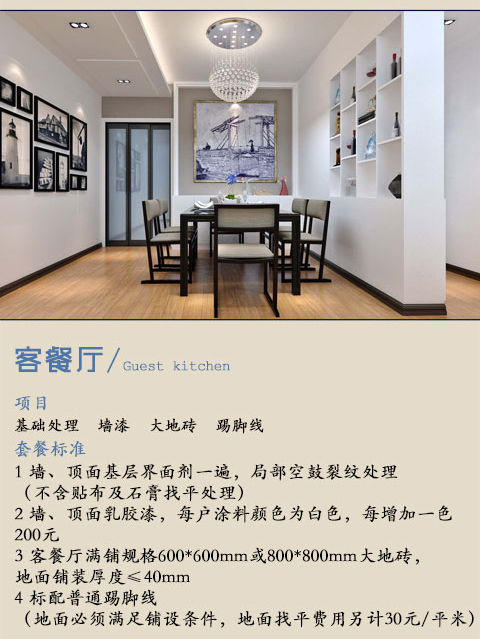 客餐厅/Guest kitchen
项目
基础处理 墙漆 大地砖 踢脚线
套餐标准
1 墙、顶面基层界面剂一遍，局部空鼓裂纹处理
（不含贴布及石膏找平处理）
2 墙、顶面乳胶漆，每户涂料颜色为白色，每增加一色
200元
3 客餐厅满铺规格600*600mm或800*800mm大地砖，
地面铺装厚度≤40mm
4 标配普通踢脚线
（地面必须满足铺设条件，地面找平费用另计30元/平米）